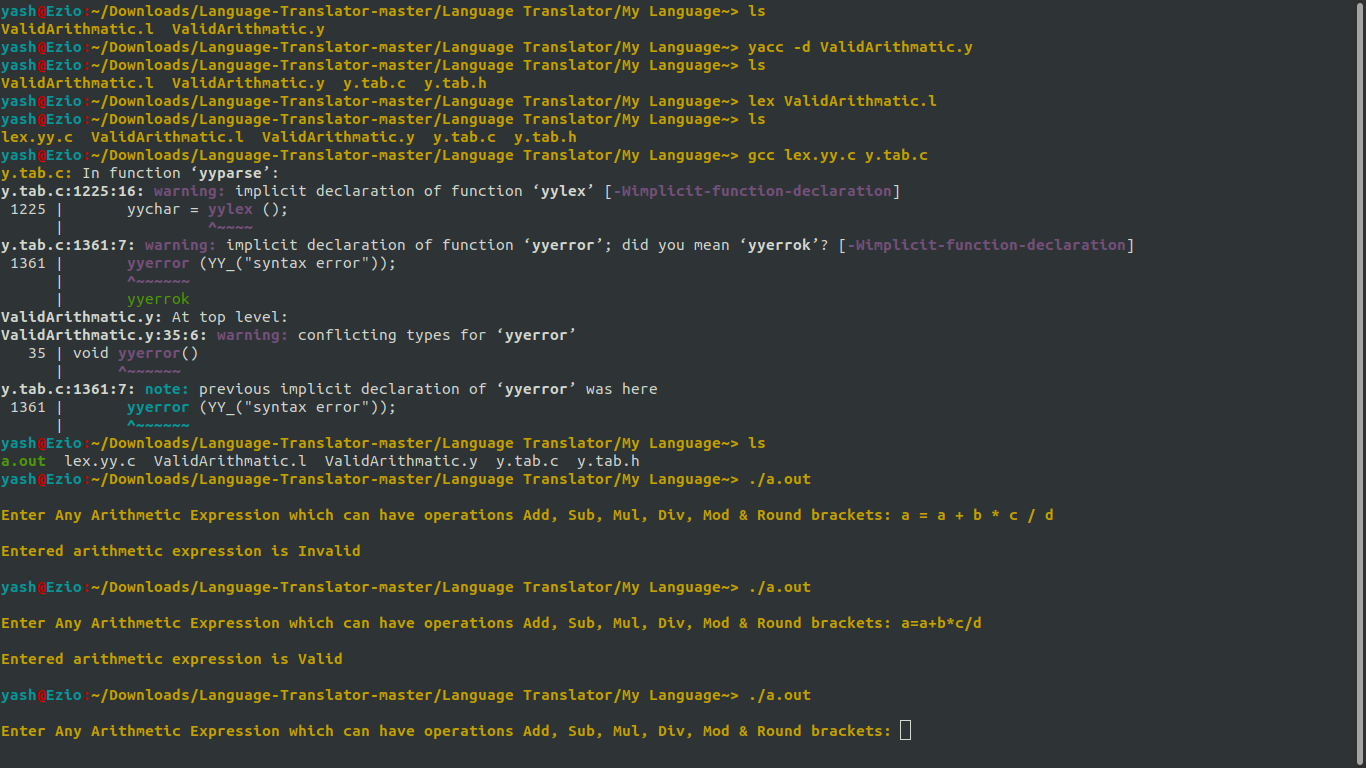 yash@Ezio:~/Downloads/Language-Translator-master/Language Translator/My Language~> ls
ValidArithmatic.l  ValidArithmatic.y
yash@Ezio:~/Downloads/Language-Translator-master/Language Translator/My Language~> yacc -d ValidArithmatic.y
yash@Ezio:~/Downloads/Language-Translator-master/Language Translator/My Language~> ls
ValidArithmatic.l  ValidArithmatic.y  y.tab.c  y.tab.h
yash@Ezio:~/Downloads/Language-Translator-master/Language Translator/My Language~> lex ValidArithmatic.l
yash@Ezio:~/Downloads/Language-Translator-master/Language Translator/My Language~> ls
lex.yy.c  ValidArithmatic.l  ValidArithmatic.y  y.tab.c  y.tab.h
yash@Ezio:~/Downloads/Language-Translator-master/Language Translator/My Language~> gcc lex.yy.c y.tab.c
y.tab.c: In function ‘yyparse’:
y.tab.c:1225:16: warning: implicit declaration of function ‘yylex’ [-Wimplicit-function-declaration]
 1225 |       yychar = yylex ();
      |                ^~~~~
y.tab.c:1361:7: warning: implicit declaration of function ‘yyerror’; did you mean ‘yyerrok’? [-Wimplicit-function-declaration]
 1361 |       yyerror (YY_("syntax error"));
      |       ^~~~~~~
      |       yyerrok
ValidArithmatic.y: At top level:
ValidArithmatic.y:35:6: warning: conflicting types for ‘yyerror’
   35 | void yyerror()
      |      ^~~~~~~
y.tab.c:1361:7: note: previous implicit declaration of ‘yyerror’ was here
 1361 |       yyerror (YY_("syntax error"));
      |       ^~~~~~~
yash@Ezio:~/Downloads/Language-Translator-master/Language Translator/My Language~> ls
a.out  lex.yy.c  ValidArithmatic.l  ValidArithmatic.y  y.tab.c  y.tab.h
yash@Ezio:~/Downloads/Language-Translator-master/Language Translator/My Language~> ./a.out
Enter Any Arithmetic Expression which can have operations Add, Sub, Mul, Div, Mod & Round brackets: a = a + b * c / d
Entered arithmetic expression is Invalid
yash@Ezio:~/Downloads/Language-Translator-master/Language Translator/My Language~> ./a.out
Enter Any Arithmetic Expression which can have operations Add, Sub, Mul, Div, Mod & Round brackets: a=a+b*c/d
Entered arithmetic expression is Valid
yash@Ezio:~/Downloads/Language-Translator-master/Language Translator/My Language~> ./a.out
Enter Any Arithmetic Expression which can have operations Add, Sub, Mul, Div, Mod & Round brackets: